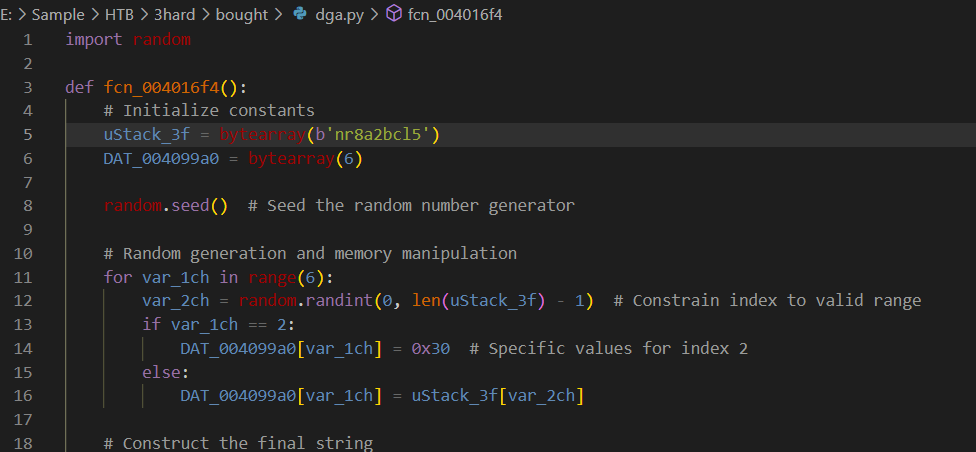 E: > Sample > HTB > 3hard > bought > dga.py > fcn_004016f4
1 import random
2
3 def fcn_004016f4():
4 # Initialize constants
5 uStack_3f = bytearray(b'nr8a2bcl5')
6 DAT_004099a0 = bytearray(6)
7
8 random.seed() # Seed the random number generator
9
10 # Random generation and memory manipulation
11 for var_1ch in range(6):
12 var_2ch = random.randint(0, len(uStack_3f) - 1) # Constrain index to valid range
13 if var_1ch == 2:
14 DAT_004099a0[var_1ch] = 0x30 # Specific values for index 2
15 else:
16 DAT_004099a0[var_1ch] = uStack_3f[var_2ch]
17
18 # Construct the final string